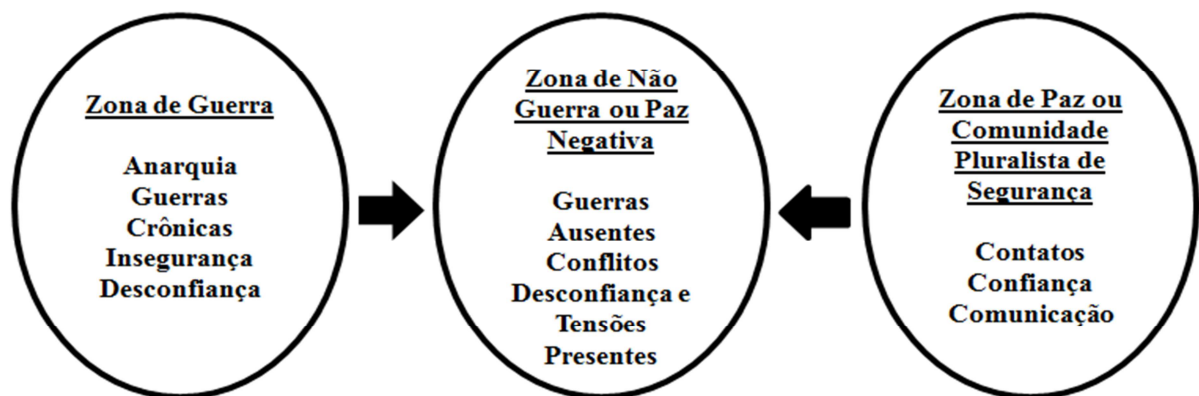 Zona de Guerra
Anarquia
Guerras
Crônicas
Insegurança
Desconfiança
Zona de Não
Guerra ou Paz
Negativa
Guerras
Ausentes
Conflitos
Desconfiança e
Tensões
Presentes
Zona de Paz ou
Comunidade
Pluralista de
Segurança
Contatos
Confiança
Comunicação